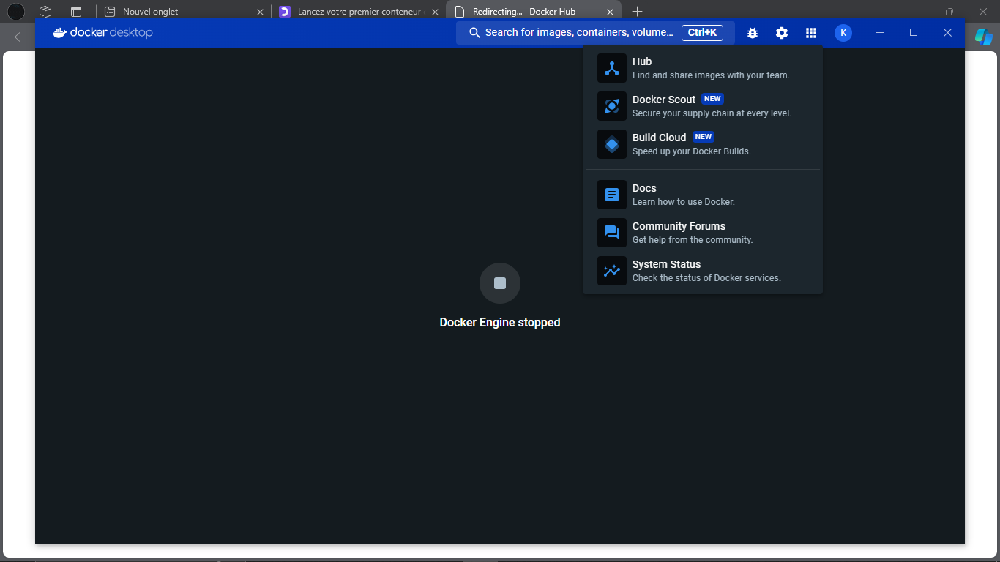 Nouvel onglet
Lancez votre premier conteneur
Redirecting... | Docker Hub
docker desktop
Search for images, containers, volume... Ctrl+K
K
Hub
Find and share images with your team.
Docker Scout NEW
Secure your supply chain at every level.
Build Cloud NEW
Speed up your Docker Builds.
Docs
Learn how to use Docker.
Community Forums
Get help from the community.
System Status
Check the status of Docker services.
Docker Engine stopped